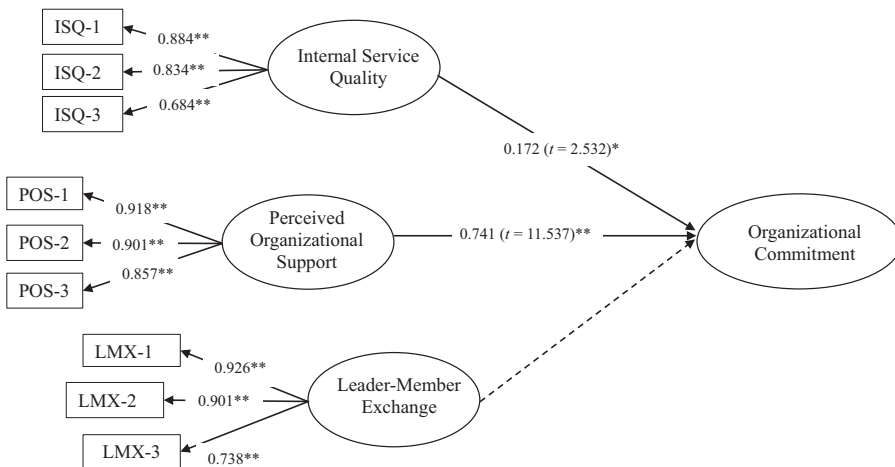 ISQ-1
0.884**
ISQ-2
0.834**
ISQ-3
0.684**
Internal Service
Quality
0.172 (t = 2.532)*
POS-1
0.918**
POS-2
0.901**
POS-3
0.857**
Perceived
Organizational
Support
0.741 (t = 11.537)**
Organizational
Commitment
LMX-1
0.926**
LMX-2
0.901**
LMX-3
0.738**
Leader-Member
Exchange